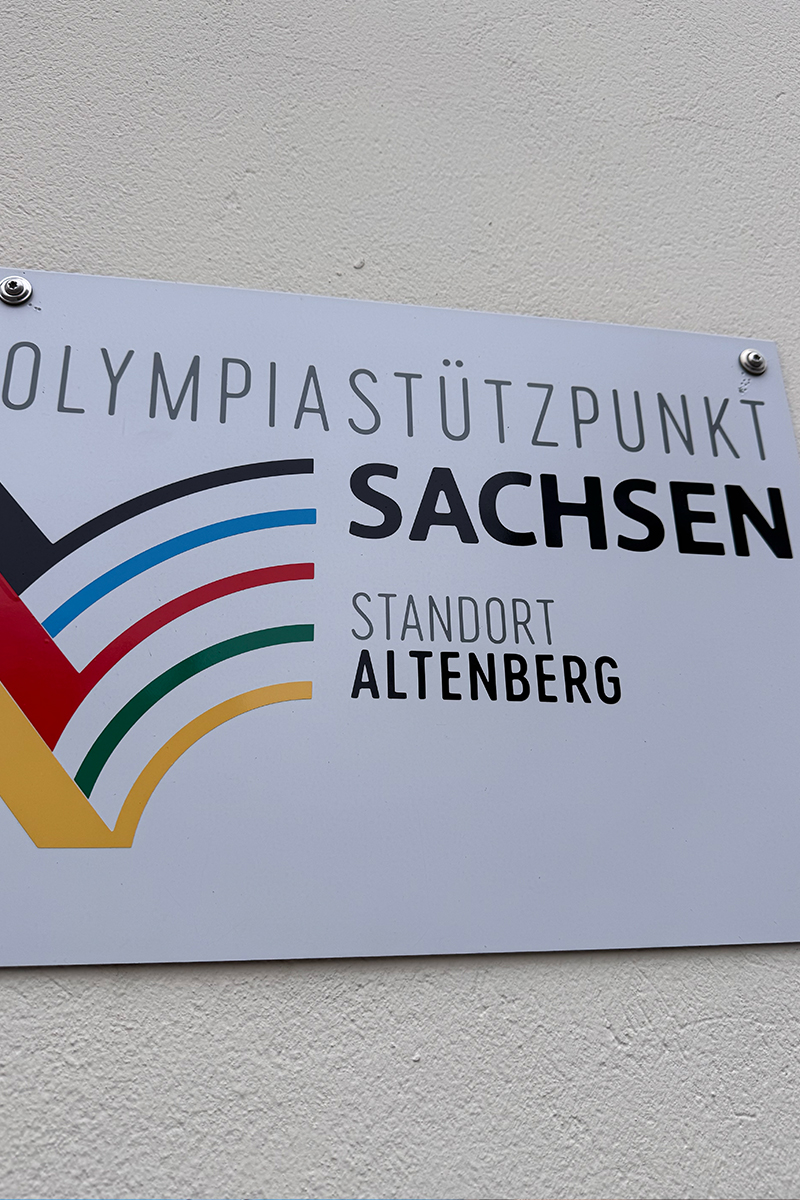 OLYMPIASTÜTZPUNKT
SACHSEN
STANDORT
ALTENBERG